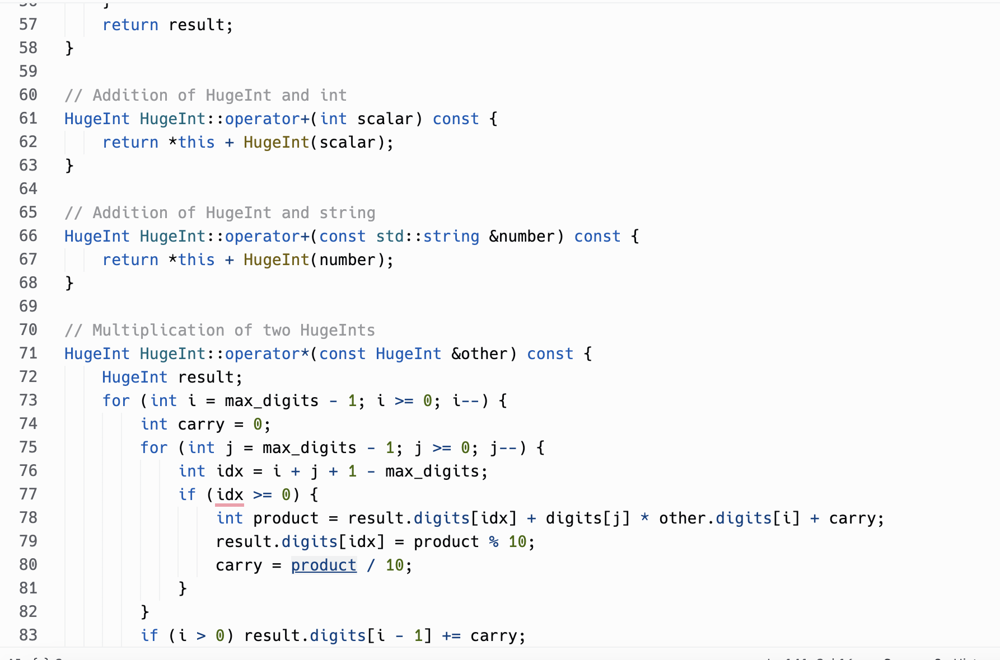 57 return result;
58 }
59
60 // Addition of HugeInt and int
61 HugeInt HugeInt::operator+(int scalar) const {
62 return *this + HugeInt(scalar);
63 }
64
65 // Addition of HugeInt and string
66 HugeInt HugeInt::operator+(const std::string &number) const {
67 return *this + HugeInt(number);
68 }
69
70 // Multiplication of two HugeInts
71 HugeInt HugeInt::operator*(const HugeInt &other) const {
72 HugeInt result;
73 for (int i = max_digits - 1; i >= 0; i--) {
74 int carry = 0;
75 for (int j = max_digits - 1; j >= 0; j--) {
76 int idx = i + j + 1 - max_digits;
77 if (idx >= 0) {
78 int product = result.digits[idx] + digits[j] * other.digits[i] + carry;
79 result.digits[idx] = product % 10;
80 carry = product / 10;
81 }
82 }
83 if (i > 0) result.digits[i - 1] += carry;